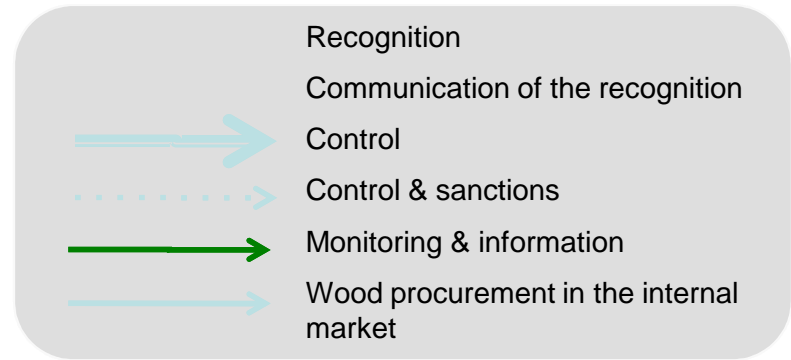 Recognition
Communication of the recognition
Control
Control & sanctions
Monitoring & information
Wood procurement in the internal
market